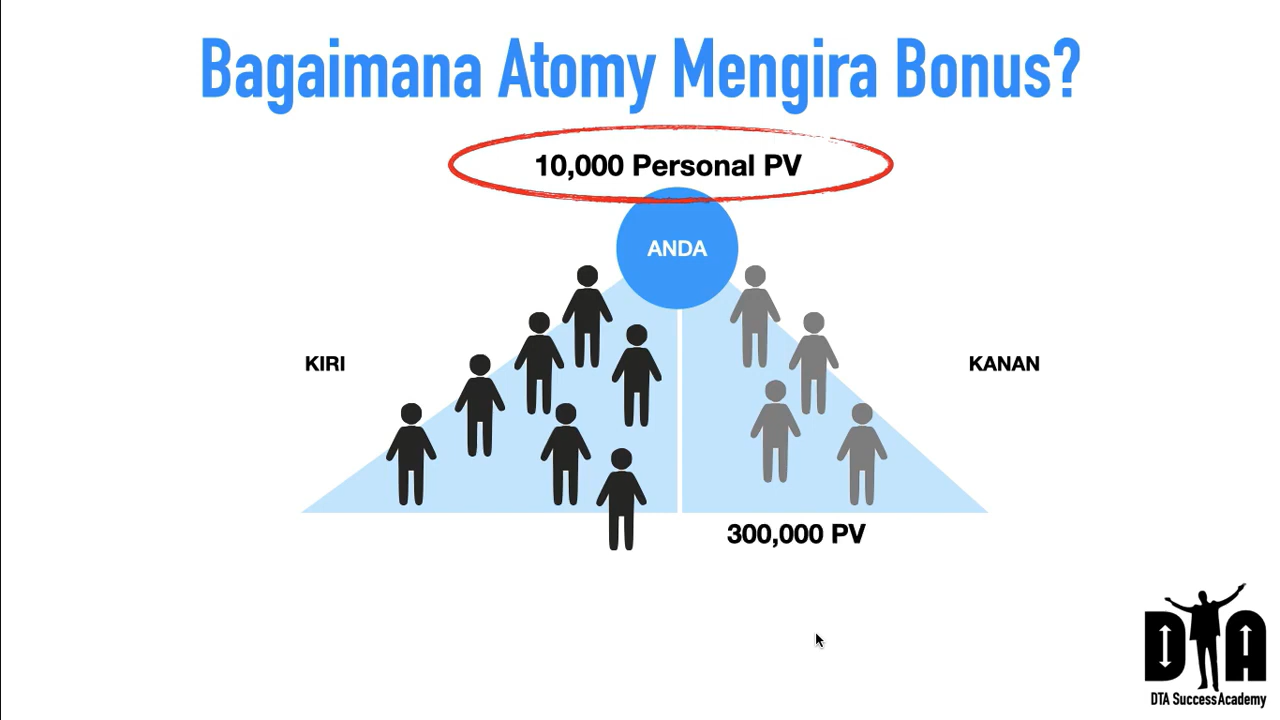 Bagaimana Atomy Mengira Bonus?
10,000 Personal PV
ANDA
KIRI
KANAN
300,000 PV
DTA
DTA SuccessAcademy